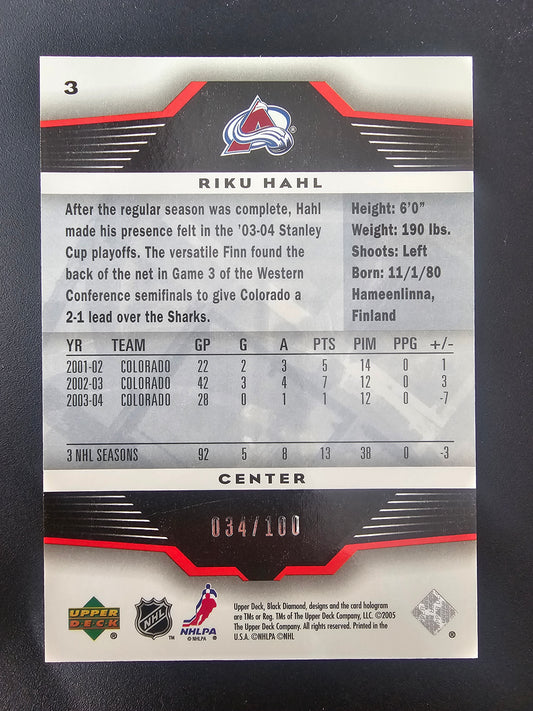 3
RIKU HAHL
After the regular season was complete, Hahl
made his presence felt in the '03-04 Stanley
Cup playoffs. The versatile Finn found the
back of the net in Game 3 of the Western
Conference semifinals to give Colorado a
2-1 lead over the Sharks.
Height: 6'0"
Weight: 190 lbs.
Shoots: Left
Born: 11/1/80
Hameenlinna,
Finland
YR TEAM GP G A PTS PIM PPG +/-
2001-02 COLORADO 22 2 3 5 14 0 1
2002-03 COLORADO 42 3 4 7 12 0 3
2003-04 COLORADO 28 0 1 1 12 0 -7
3 NHL SEASONS 92 5 8 13 38 0 -3
CENTER
034/100
UPPER
DECK ®
NHL ™
NHLPA
© NHLPA ®
Upper Deck, Black Diamond, designs and the card hologram
are TMs or Reg. TMs of The Upper Deck Company, LLC. ©2005
The Upper Deck Company. All rights reserved. Printed in the
U.S.A. ©NHLPA ©NHL
®